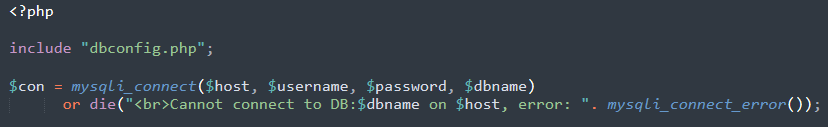 <?php
include "dbconfig.php";
$con = mysqli_connect($host, $username, $password, $dbname)
or die("<br>Cannot connect to DB:$dbname on $host, error: ". mysqli_connect_error());